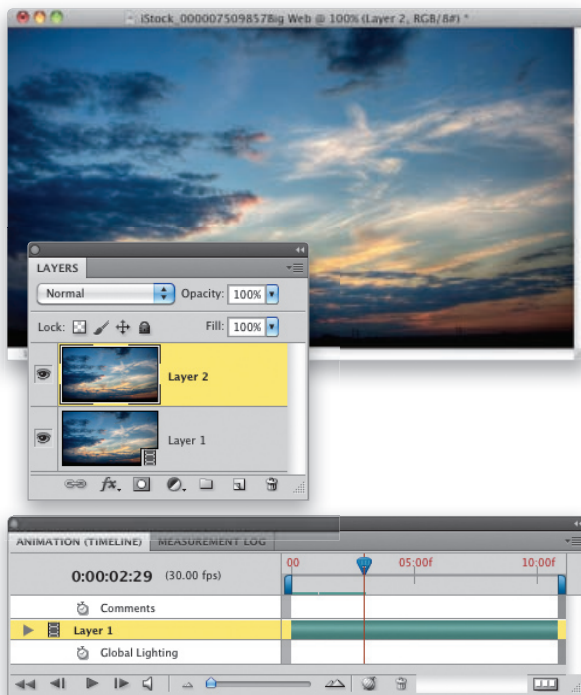 iStock_000007509857Big Web @ 100% (Layer 2, RGB/8#) *
LAYERS
Normal Opacity: 100%
Lock: Fill: 100%
Layer 2
Layer 1
fx.
ANIMATION (TIMELINE) MEASUREMENT LOG
0:00:02:29 (30.00 fps) 00 05:00f 10:00f
Comments
Layer 1
Global Lighting